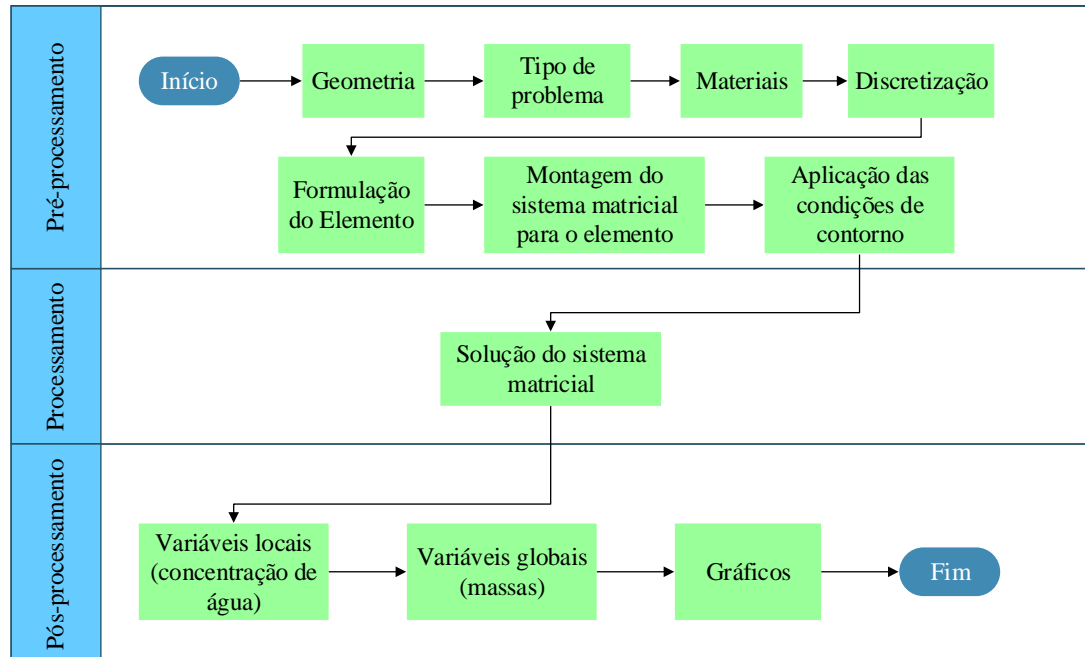 Pré-processamento
Início
Geometria
Tipo de
problema
Materiais
Discretização
Formulação
do Elemento
Montagem do
sistema matricial
para o elemento
Aplicação das
condições de
contorno
Processamento
Solução do sistema
matricial
Pós-processamento
Variáveis locais
(concentração de
água)
Variáveis globais
(massas)
Gráficos
Fim